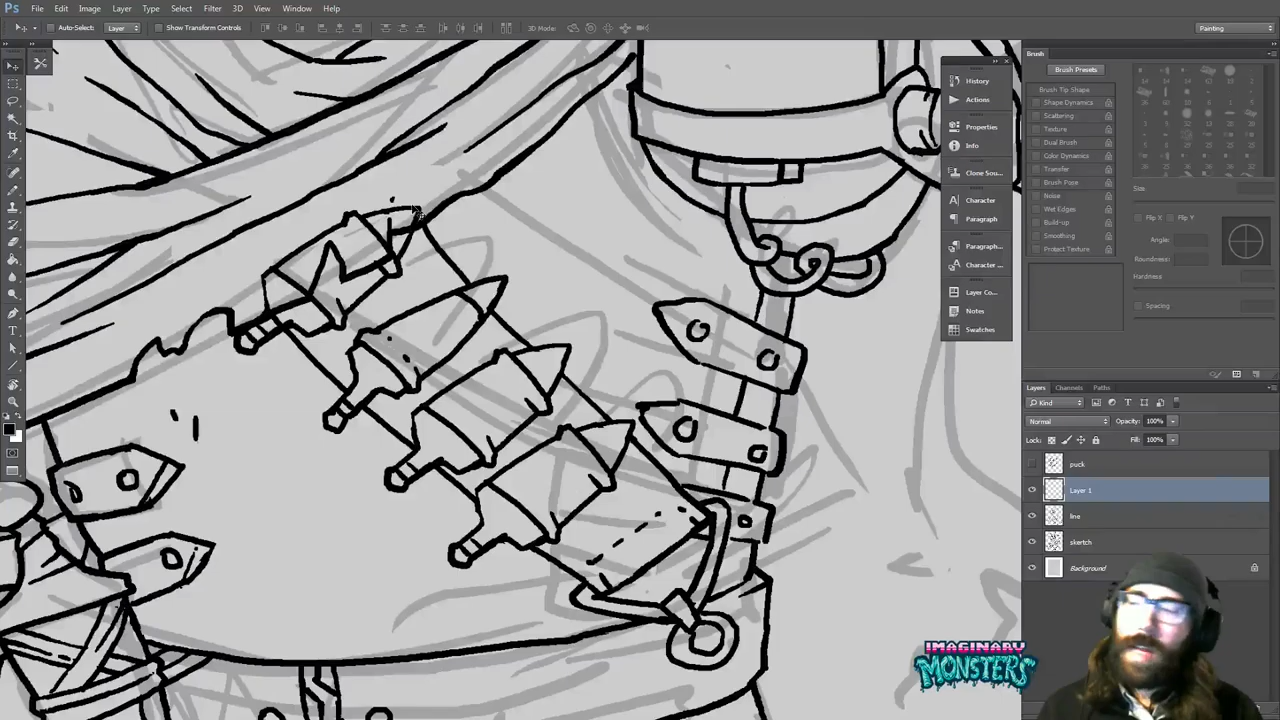 Ps File Edit Image Layer Type Select Filter 3D View Window Help
Auto-Select: Layer Show Transform Controls 3D Mode: Painting
Brush
Brush Presets
Brush Tip Shape
Shape Dynamics
Scattering
Texture
Dual Brush
Color Dynamics
Transfer
Brush Pose
Noise
Wet Edges
Build-up
Smoothing
Protect Texture
Size
Flip X Flip Y
Angle:
Roundness:
Hardness
Spacing
History
Actions
Properties
Info
Clone Sou...
Character
Paragraph
Paragraph...
Character ...
Layer Co...
Notes
Swatches
Layers Channels Paths
Kind
Normal Opacity: 100%
Lock: Fill: 100%
puck
Layer 1
line
skertch
Background
IMAGINARY
MONSTERS